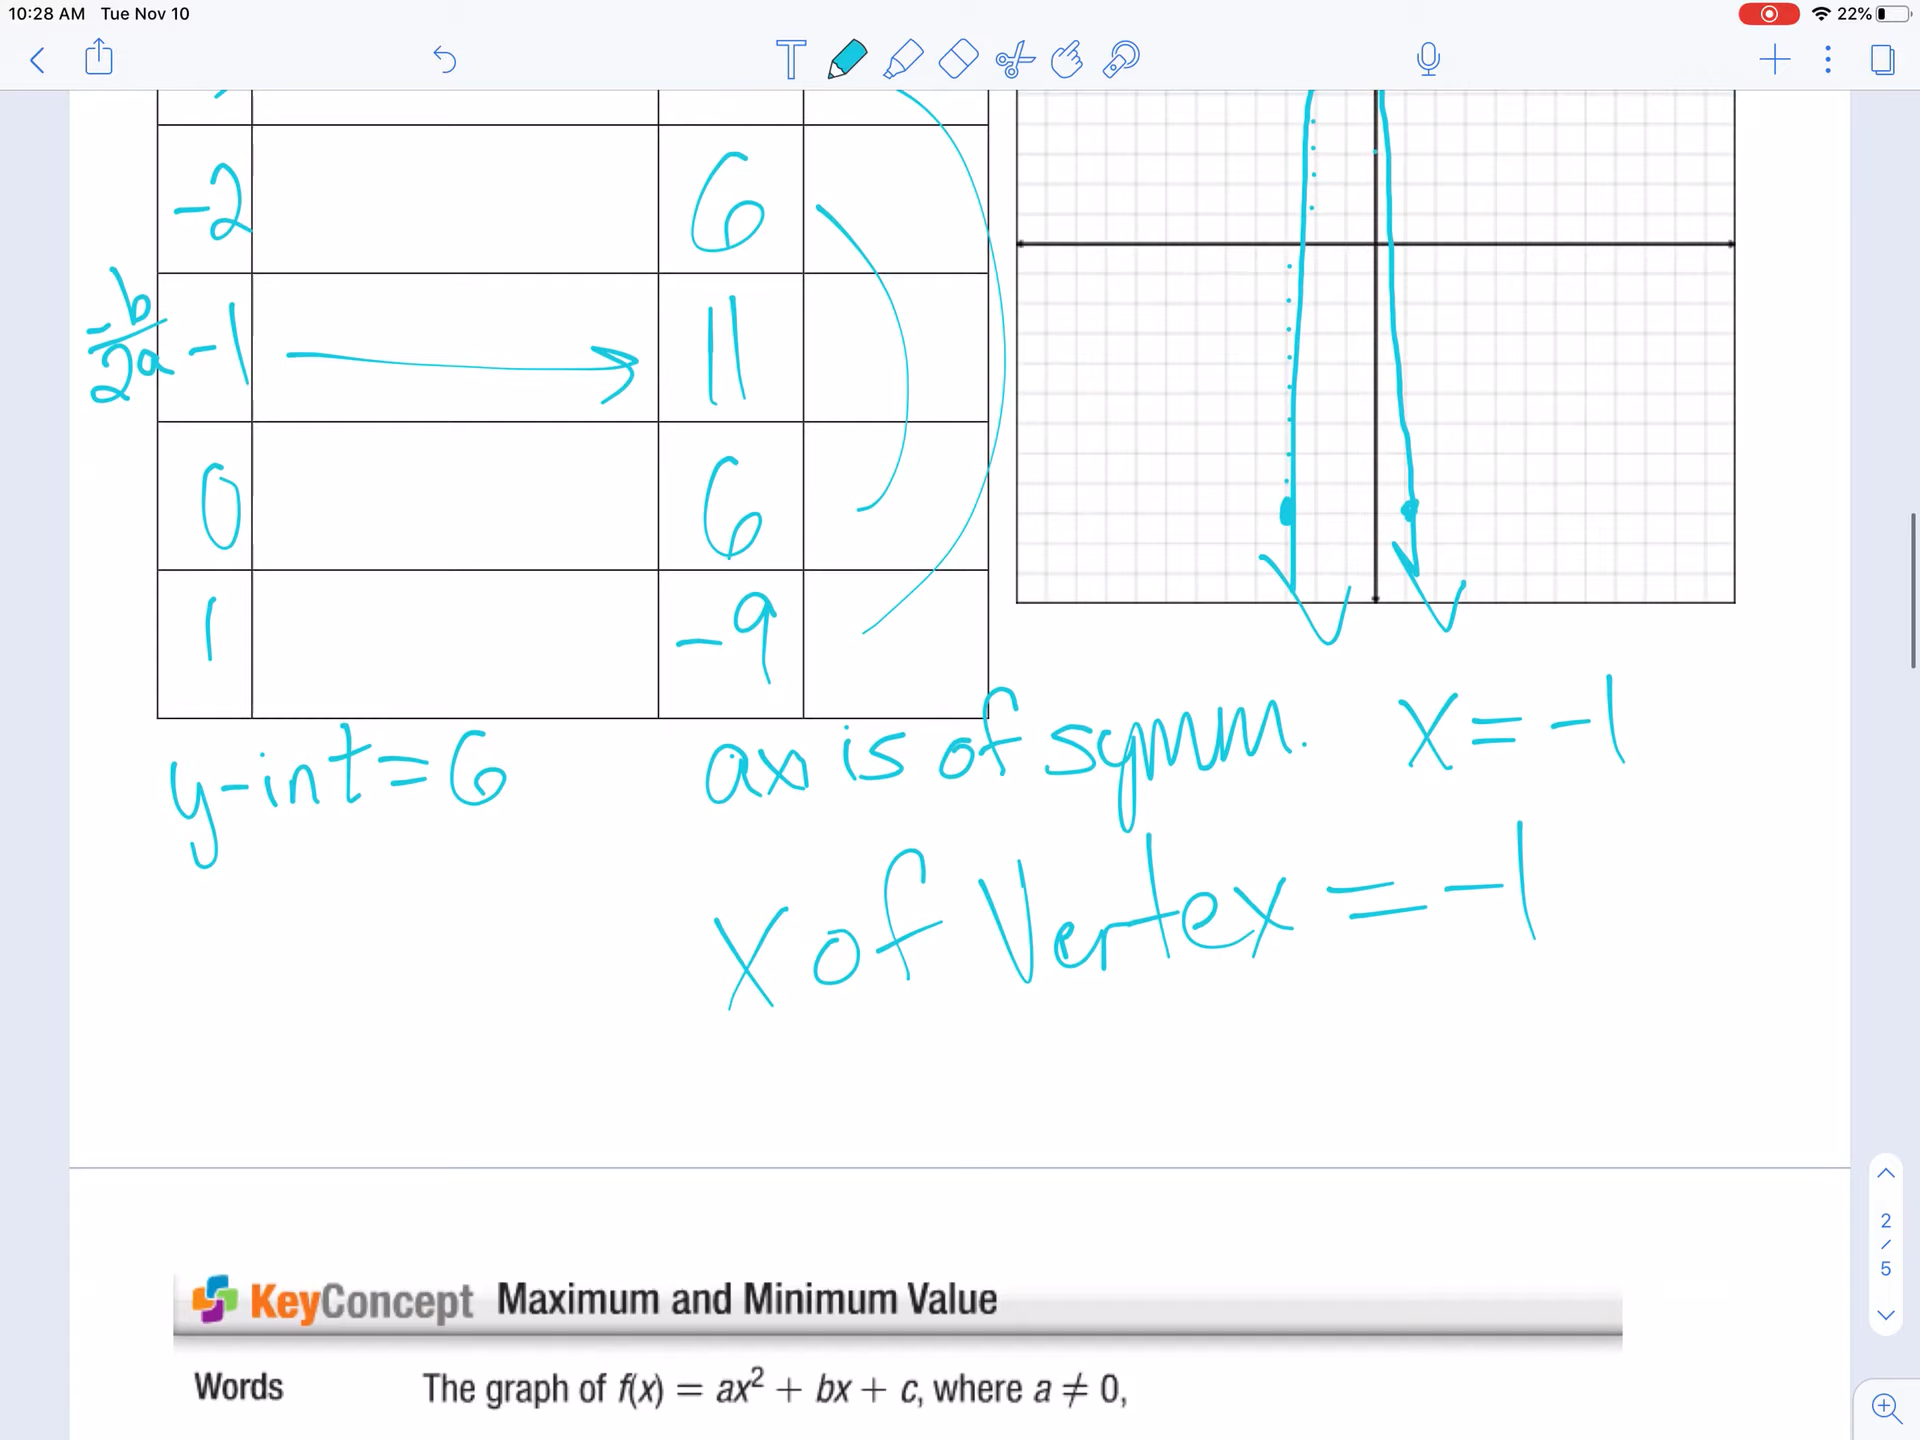 10:28 AM Tue Nov 10
22%
-2 6
-b/2a -1 11
0 6
1 -9
y-int=6
axis of symm. x=-1
x of Vertex = -1
2
/
5
KeyConcept Maximum and Minimum Value
Words The graph of f(x) = ax² + bx + c, where a ≠ 0,